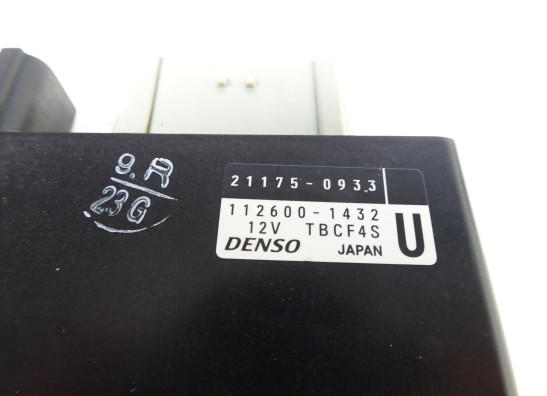 9.R
23G
21175-0933
112600-1432
12V TBCF4S
DENSO JAPAN
U